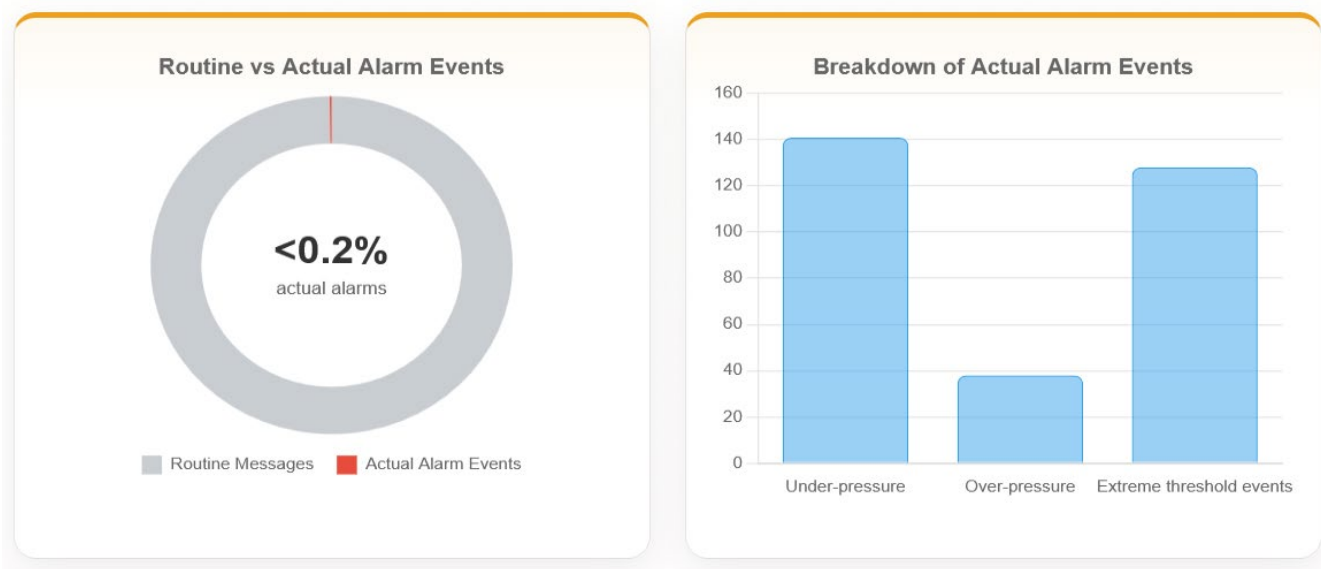 Routine vs Actual Alarm Events
<0.2%
actual alarms
Routine Messages
Actual Alarm Events
Breakdown of Actual Alarm Events
160
140
120
100
80
60
40
20
0
Under-pressure
Over-pressure
Extreme threshold events